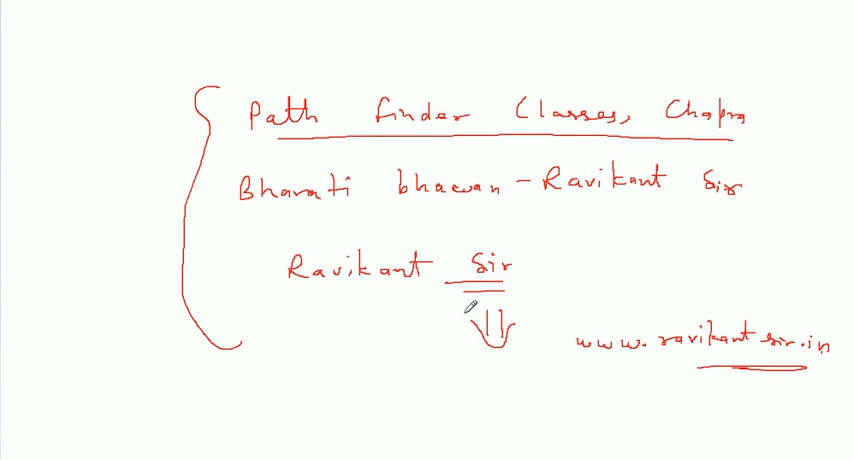 Path finder Classes, Chapra
Bharati bhawan - Ravikant Sir
Ravikant Sir
www.ravikantsir.in